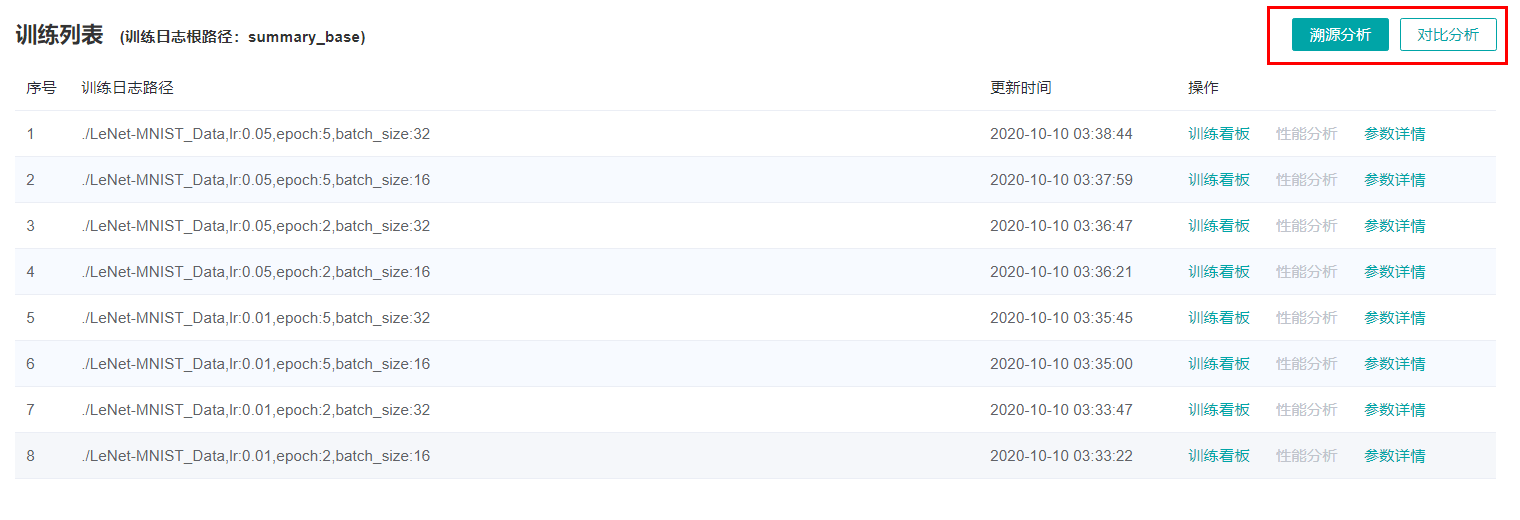 训练列表 (训练日志根路径：summary_base) 溯源分析 对比分析
序号 训练日志路径 更新时间 操作
1 ./LeNet-MNIST_Data,lr:0.05,epoch:5,batch_size:32 2020-10-10 03:38:44 训练看板 性能分析 参数详情
2 ./LeNet-MNIST_Data,lr:0.05,epoch:5,batch_size:16 2020-10-10 03:37:59 训练看板 性能分析 参数详情
3 ./LeNet-MNIST_Data,lr:0.05,epoch:2,batch_size:32 2020-10-10 03:36:47 训练看板 性能分析 参数详情
4 ./LeNet-MNIST_Data,lr:0.05,epoch:2,batch_size:16 2020-10-10 03:36:21 训练看板 性能分析 参数详情
5 ./LeNet-MNIST_Data,lr:0.01,epoch:5,batch_size:32 2020-10-10 03:35:45 训练看板 性能分析 参数详情
6 ./LeNet-MNIST_Data,lr:0.01,epoch:5,batch_size:16 2020-10-10 03:35:00 训练看板 性能分析 参数详情
7 ./LeNet-MNIST_Data,lr:0.01,epoch:2,batch_size:32 2020-10-10 03:33:47 训练看板 性能分析 参数详情
8 ./LeNet-MNIST_Data,lr:0.01,epoch:2,batch_size:16 2020-10-10 03:33:22 训练看板 性能分析 参数详情